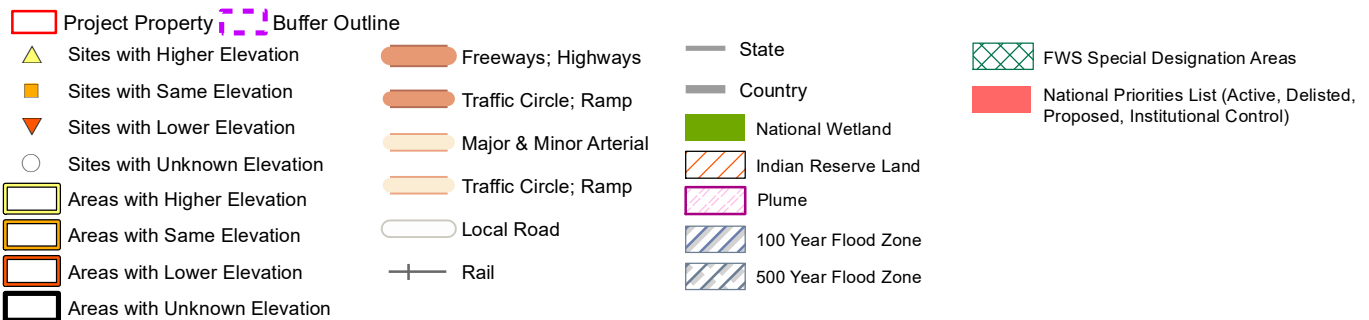 Project Property
Buffer Outline
Sites with Higher Elevation
Sites with Same Elevation
Sites with Lower Elevation
Sites with Unknown Elevation
Areas with Higher Elevation
Areas with Same Elevation
Areas with Lower Elevation
Areas with Unknown Elevation
Freeways; Highways
Traffic Circle; Ramp
Major & Minor Arterial
Traffic Circle; Ramp
Local Road
Rail
State
Country
National Wetland
Indian Reserve Land
Plume
100 Year Flood Zone
500 Year Flood Zone
FWS Special Designation Areas
National Priorities List (Active, Delisted,
Proposed, Institutional Control)